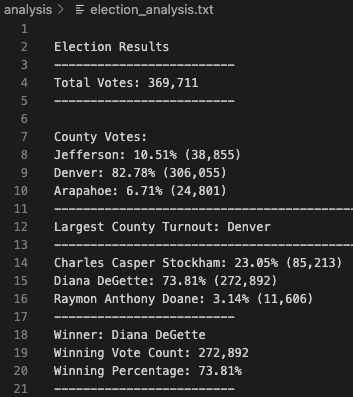 analysis > election_analysis.txt
1
2 Election Results
3 -------------------------
4 Total Votes: 369,711
5 -------------------------
6
7 County Votes:
8 Jefferson: 10.51% (38,855)
9 Denver: 82.78% (306,055)
10 Arapahoe: 6.71% (24,801)
11 ------------------------------------------
12 Largest County Turnout: Denver
13 ------------------------------------------
14 Charles Casper Stockham: 23.05% (85,213)
15 Diana DeGette: 73.81% (272,892)
16 Raymon Anthony Doane: 3.14% (11,606)
17 -------------------------
18 Winner: Diana DeGette
19 Winning Vote Count: 272,892
20 Winning Percentage: 73.81%
21 -------------------------